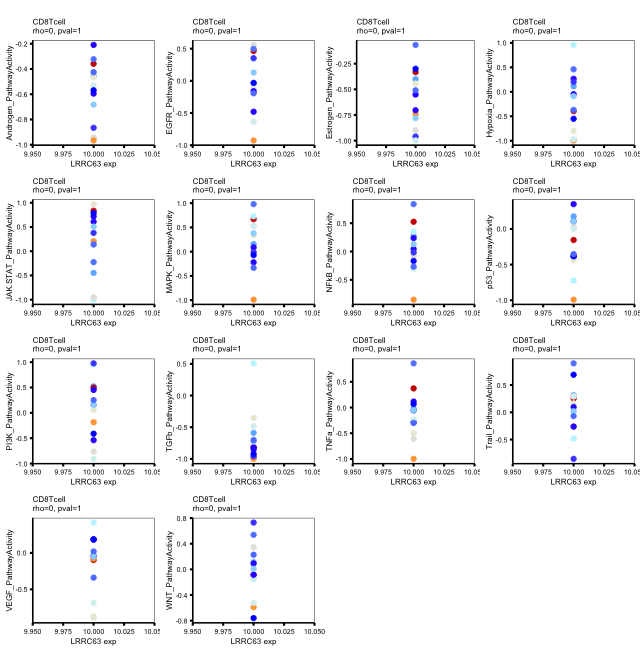 CD8Tcell
rho=0, pval=1
Androgen_PathwayActivity
-0.2
-0.4
-0.6
-0.8
-1.0
9.950
9.975
10.000
10.025
10.05
LRRC63 exp
CD8Tcell
rho=0, pval=1
EGFR_PathwayActivity
0.5
0.0
-0.5
-1.0
9.950
9.975
10.000
10.025
10.05
LRRC63 exp
CD8Tcell
rho=0, pval=1
Estrogen_PathwayActivity
-0.25
-0.50
-0.75
-1.00
9.950
9.975
10.000
10.025
10.05
LRRC63 exp
CD8Tcell
rho=0, pval=1
Hypoxia_PathwayActivity
1.0
0.5
0.0
-0.5
-1.0
9.950
9.975
10.000
10.025
10.05
LRRC63 exp
CD8Tcell
rho=0, pval=1
JAK.STAT_PathwayActivity
1.0
0.5
0.0
-0.5
-1.0
9.950
9.975
10.000
10.025
10.05
LRRC63 exp
CD8Tcell
rho=0, pval=1
MAPK_PathwayActivity
1.0
0.5
0.0
-0.5
-1.0
9.950
9.975
10.000
10.025
10.05
LRRC63 exp
CD8Tcell
rho=0, pval=1
NFkB_PathwayActivity
0.5
0.0
-0.5
9.950
9.975
10.000
10.025
10.05
LRRC63 exp
CD8Tcell
rho=0, pval=1
p53_PathwayActivity
0.0
-0.5
-1.0
9.950
9.975
10.000
10.025
10.05
LRRC63 exp
CD8Tcell
rho=0, pval=1
PI3K_PathwayActivity
1.0
0.5
0.0
-0.5
-1.0
9.950
9.975
10.000
10.025
10.05
LRRC63 exp
CD8Tcell
rho=0, pval=1
TGFb_PathwayActivity
0.5
0.0
-0.5
-1.0
9.950
9.975
10.000
10.025
10.05
LRRC63 exp
CD8Tcell
rho=0, pval=1
TNFa_PathwayActivity
0.5
0.0
-0.5
-1.0
9.950
9.975
10.000
10.025
10.05
LRRC63 exp
CD8Tcell
rho=0, pval=1
Trail_PathwayActivity
0.5
0.0
-0.5
9.950
9.975
10.000
10.025
10.05
LRRC63 exp
CD8Tcell
rho=0, pval=1
VEGF_PathwayActivity
0.0
-0.5
9.950
9.975
10.000
10.025
10.05
LRRC63 exp
CD8Tcell
rho=0, pval=1
WNT_PathwayActivity
0.8
0.4
0.0
-0.4
-0.8
9.950
9.975
10.000
10.025
10.050
LRRC63 exp